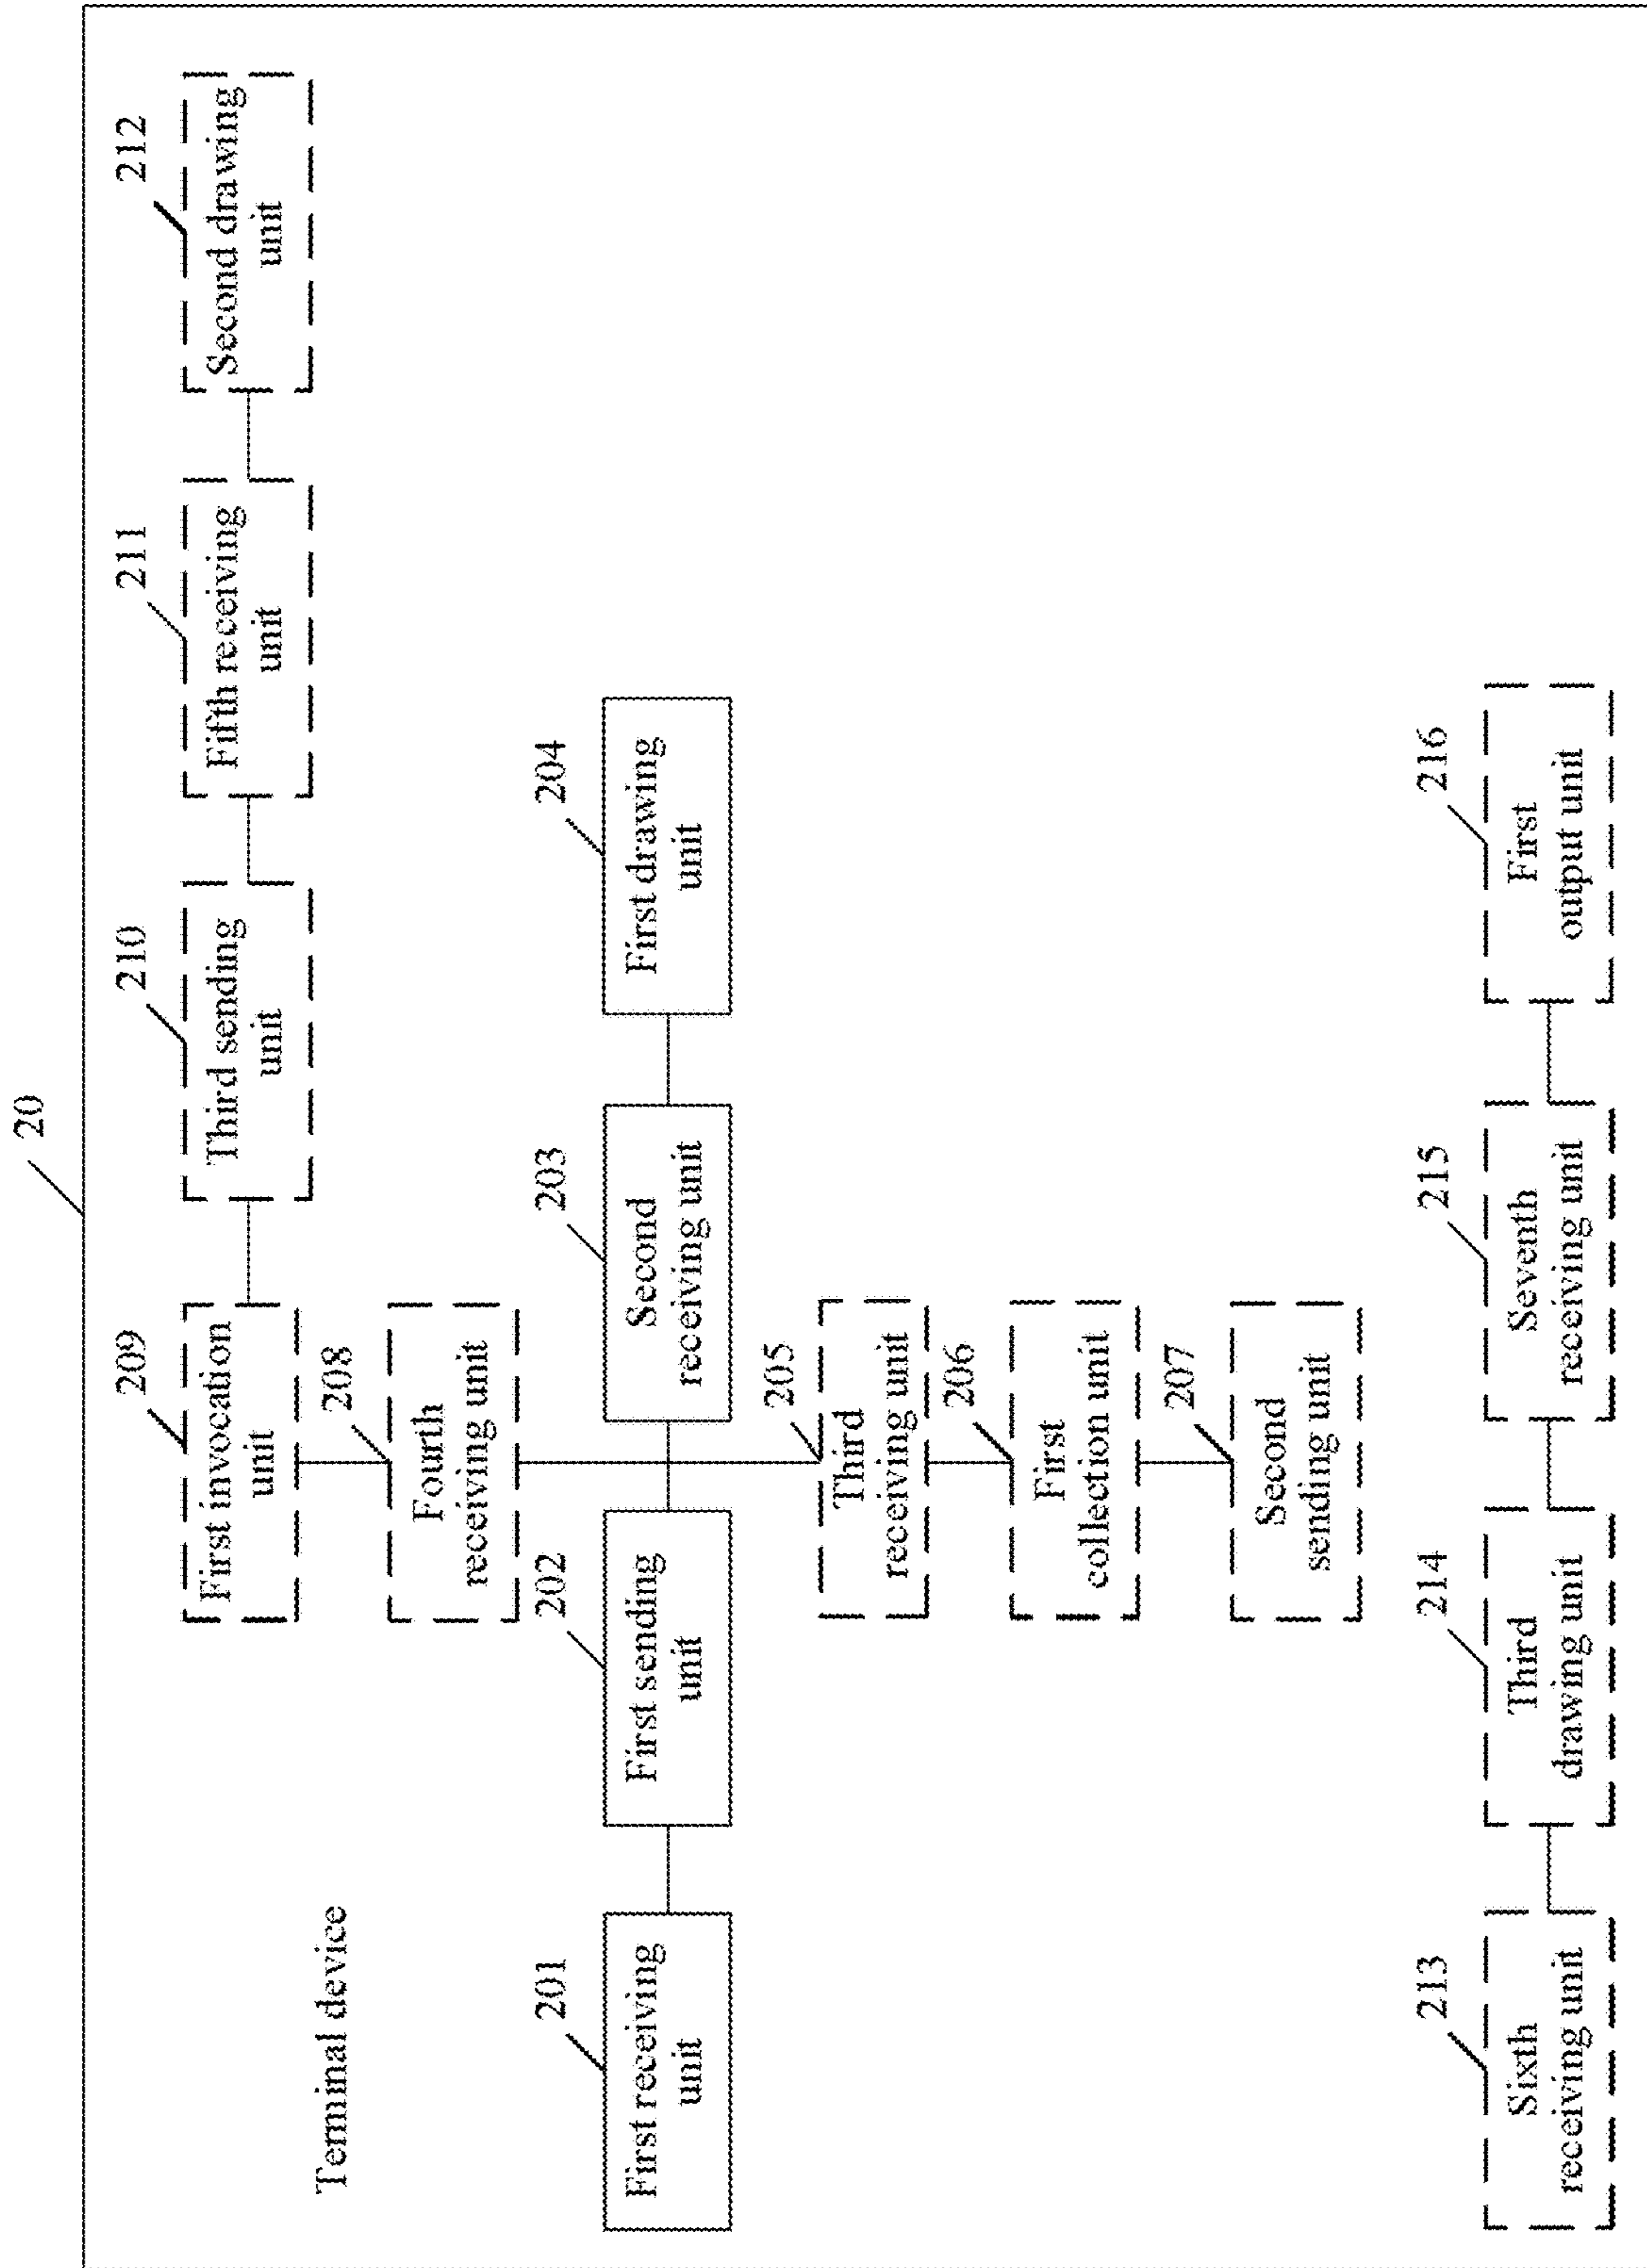 20
Terminal device
209
First invocation
unit
210
Third sending
unit
211
Fifth receiving
unit
212
Second drawing
unit
208
Fourth
receiving unit
201
First receiving
unit
202
First sending
unit
203
Second
receiving unit
204
First drawing
unit
205
Third
receiving unit
206
First
collection unit
207
Second
sending unit
213
Sixth
receiving unit
214
Third
drawing unit
215
Seventh
receiving unit
216
First
output unit